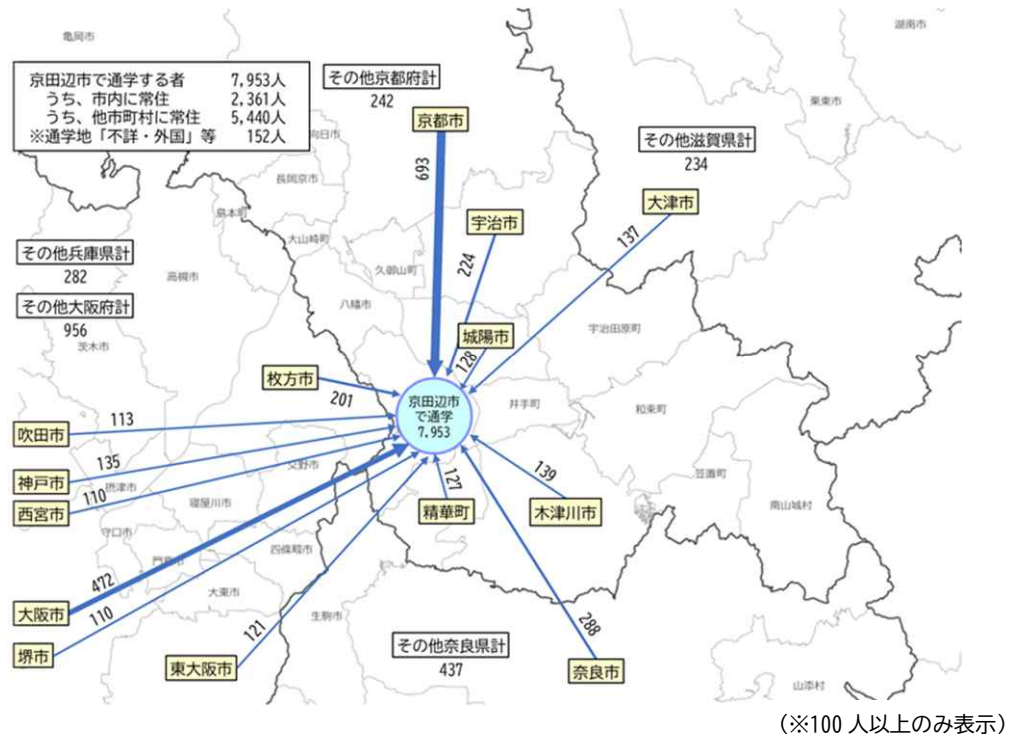 亀岡市
湖南市
京田辺市で通学する者 7,953人
うち、市内に常住 2,361人
うち、他市町村に常住 5,440人
※通学地「不詳・外国」等 152人
その他京都府計
242
京都市
693
栗東市
向日市
その他滋賀県計
234
長岡京市
大津市
137
島本町
宇治市
224
大山崎町
その他兵庫県計
282
高槻市
久御山町
その他大阪府計
956
八幡市
宇治田原町
城陽市
128
茨木市
枚方市
201
京田辺市
で通学
7,953
井手町
和束町
吹田市
113
神戸市
135
交野市
139
笠置町
西宮市
110
摂津市
127
精華町
木津川市
寝屋川市
南山城村
守口市
四條畷市
門真市
大阪市
472
大東市
110
生駒市
288
堺市
121
東大阪市
その他奈良県計
437
奈良市
山添村
(※100 人以上のみ表示)